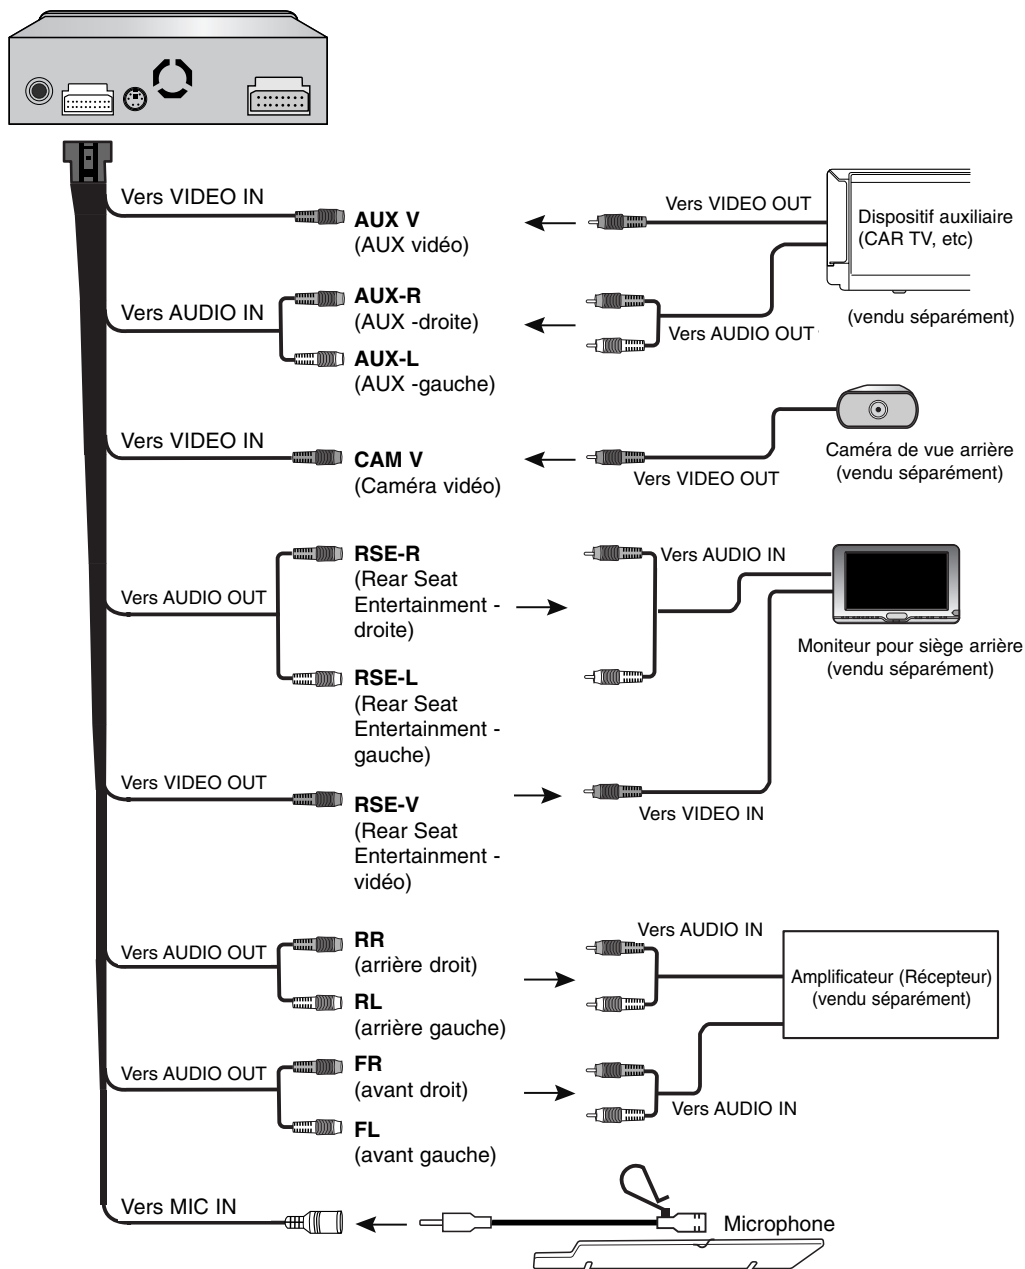 Vers VIDEO IN
AUX V
(AUX vidéo)
Vers VIDEO OUT
Dispositif auxiliaire
(CAR TV, etc)
(vendu séparément)
Vers AUDIO IN
AUX-R
(AUX -droite)
AUX-L
(AUX -gauche)
Vers AUDIO OUT
Vers VIDEO IN
CAM V
(Caméra vidéo)
Vers VIDEO OUT
Caméra de vue arrière
(vendu séparément)
Vers AUDIO OUT
RSE-R
(Rear Seat
Entertainment -
droite)
RSE-L
(Rear Seat
Entertainment -
gauche)
Vers AUDIO IN
Moniteur pour siège arrière
(vendu séparément)
Vers VIDEO OUT
RSE-V
(Rear Seat
Entertainment -
vidéo)
Vers VIDEO IN
Vers AUDIO OUT
RR
(arrière droit)
RL
(arrière gauche)
Vers AUDIO IN
Amplificateur (Récepteur)
(vendu séparément)
Vers AUDIO OUT
FR
(avant droit)
FL
(avant gauche)
Vers AUDIO IN
Vers MIC IN
Microphone